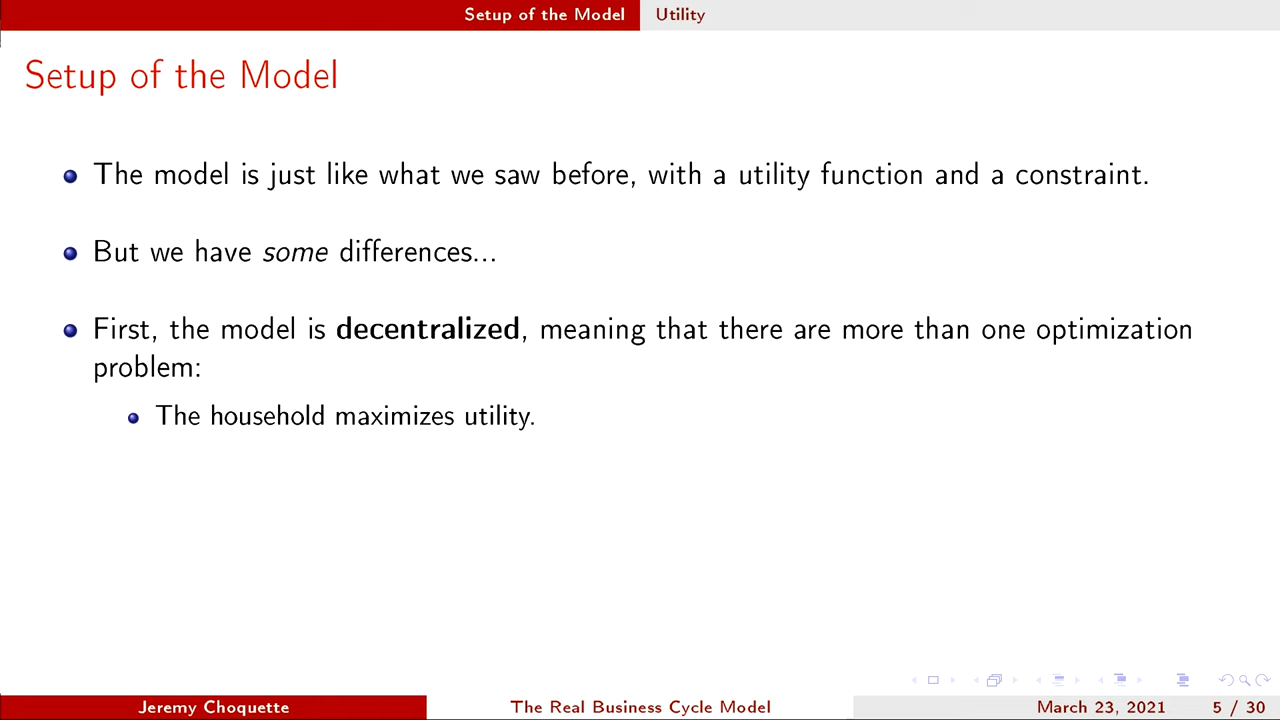 Setup of the Model Utility
Setup of the Model
The model is just like what we saw before, with a utility function and a constraint.
But we have some differences...
First, the model is decentralized, meaning that there are more than one optimization
problem:
The household maximizes utility.
Jeremy Choquette The Real Business Cycle Model March 23, 2021 5 / 30